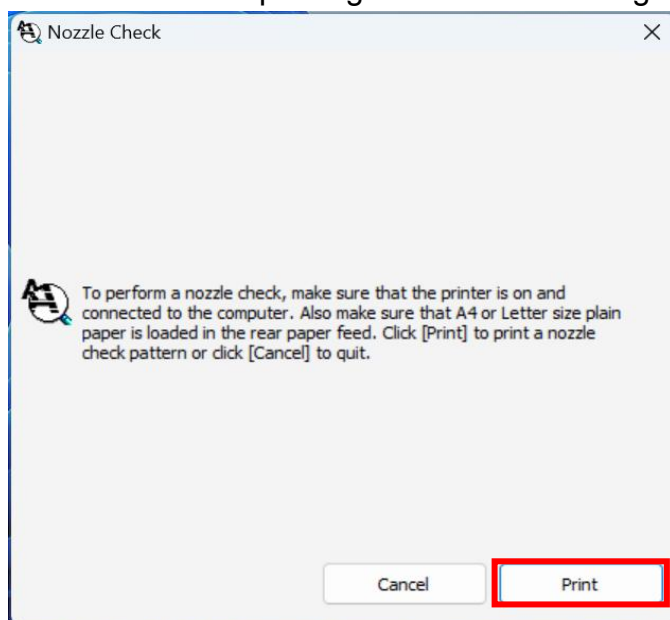 Nozzle Check
To perform a nozzle check, make sure that the printer is on and
connected to the computer. Also make sure that A4 or Letter size plain
paper is loaded in the rear paper feed. Click [Print] to print a nozzle
check pattern or click [Cancel] to quit.
Cancel Print